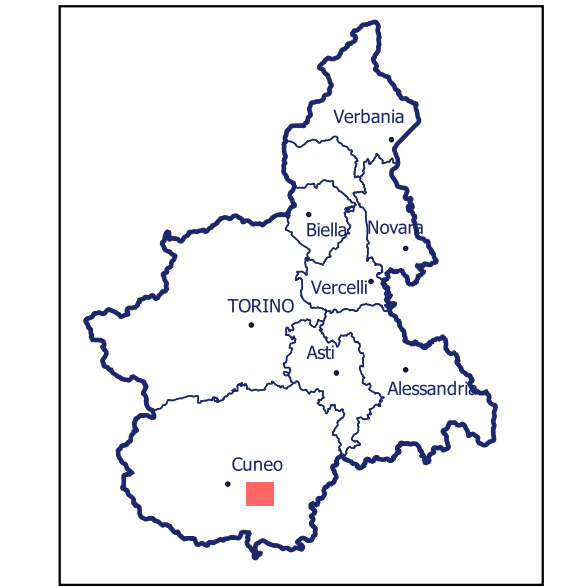 Verbania
Biella
Novara
Vercelli
TORINO
Asti
Alessandria
Cuneo